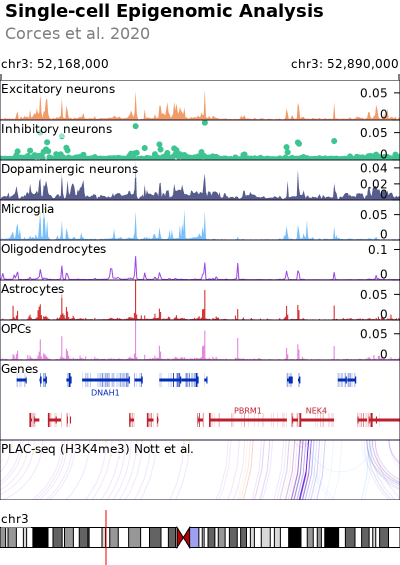 Single-cell Epigenomic Analysis
Corces et al. 2020
chr3: 52,168,000
chr3: 52,890,000
Excitatory neurons
0.05
0
Inhibitory neurons
0.05
0
Dopaminergic neurons
0.04
0.02
0
Microglia
0.05
0
Oligodendrocytes
0.1
0
Astrocytes
0.05
0
OPCs
0.05
0
Genes
DNAH1
PBRM1
NEK4
PLAC-seq (H3K4me3) Nott et al.
chr3